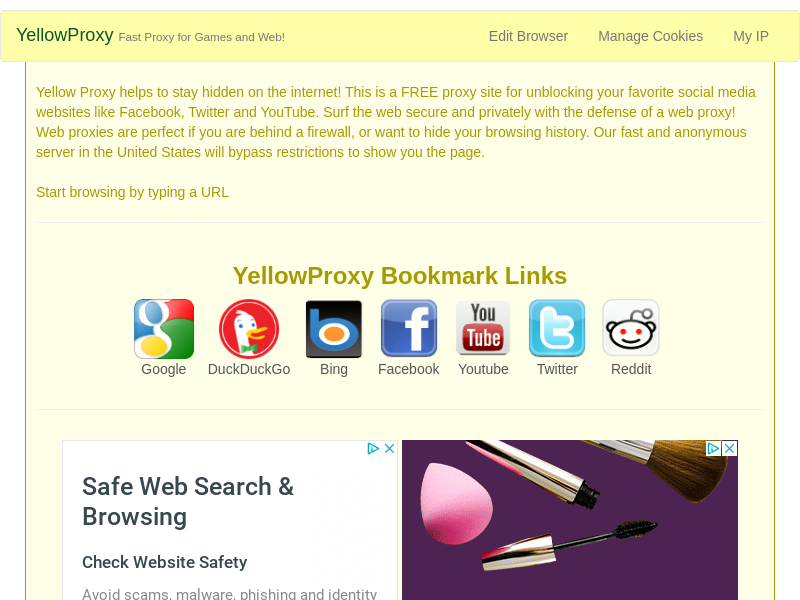 YellowProxy Fast Proxy for Games and Web! Edit Browser Manage Cookies My IP
Yellow Proxy helps to stay hidden on the internet! This is a FREE proxy site for unblocking your favorite social media
websites like Facebook, Twitter and YouTube. Surf the web secure and privately with the defense of a web proxy!
Web proxies are perfect if you are behind a firewall, or want to hide your browsing history. Our fast and anonymous
server in the United States will bypass restrictions to show you the page.
Start browsing by typing a URL
YellowProxy Bookmark Links
You
Tube
Google DuckDuckGo Bing Facebook Youtube Twitter Reddit
Safe Web Search &
Browsing
Check Website Safety
Avoid scams, malware, phishing and identity